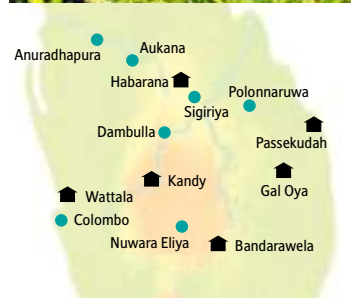 Aukana
Anuradhapura
Habarana
Polonnaruwa
Sigiriya
Dambulla
Passekudah
Kandy
Gal Oya
Wattala
Colombo
Nuwara Eliya
Bandarawela